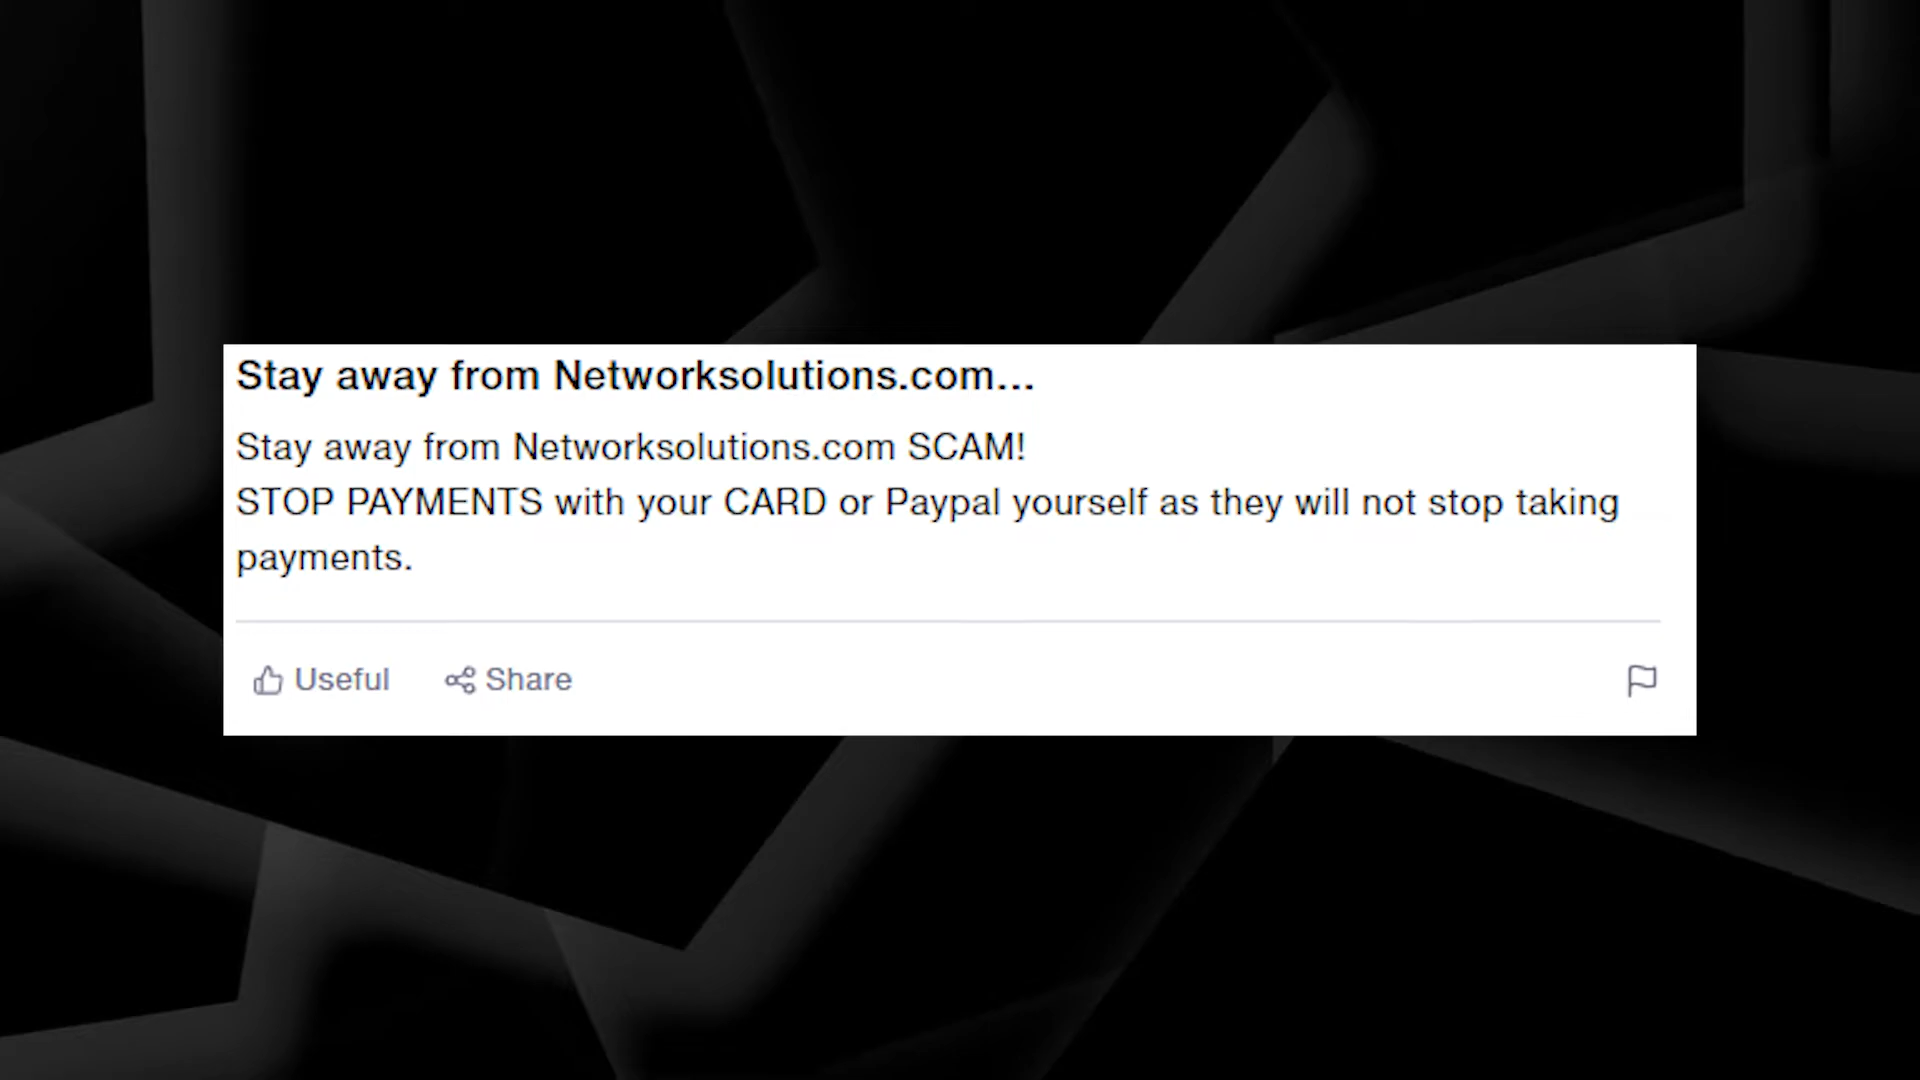 Stay away from Networksolutions.com...
Stay away from Networksolutions.com SCAM!
STOP PAYMENTS with your CARD or Paypal yourself as they will not stop taking
payments.
Useful Share